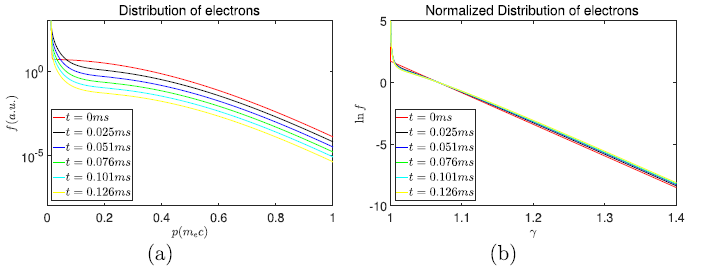 Distribution of electrons
f(a.u.)
10^0
10^-5
t = 0ms
t = 0.025ms
t = 0.051ms
t = 0.076ms
t = 0.101ms
t = 0.126ms
0 0.2 0.4 0.6 0.8 1
p(m_e c)
(a)
Normalized Distribution of electrons
ln f
5
0
-5
-10
t = 0ms
t = 0.025ms
t = 0.051ms
t = 0.076ms
t = 0.101ms
t = 0.126ms
1 1.1 1.2 1.3 1.4
γ
(b)